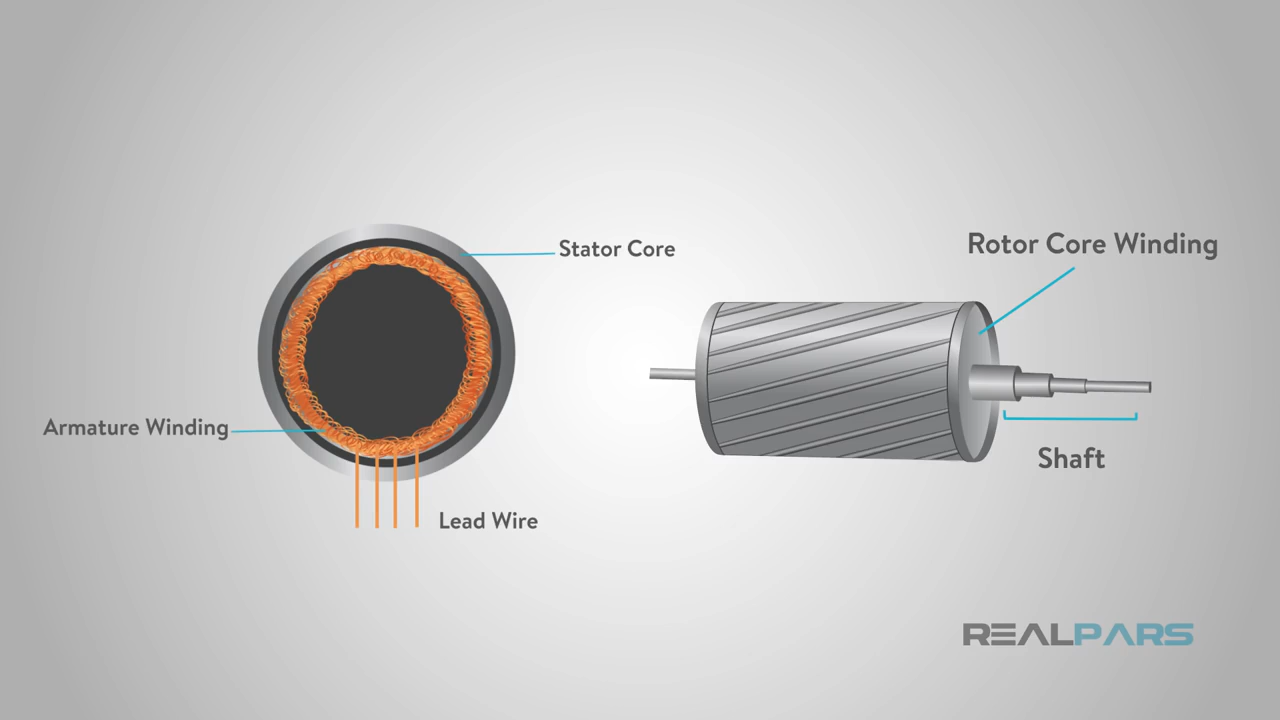 Rotor Core Winding
Stator Core
Armature Winding
Shaft
Lead Wire
REALPARS